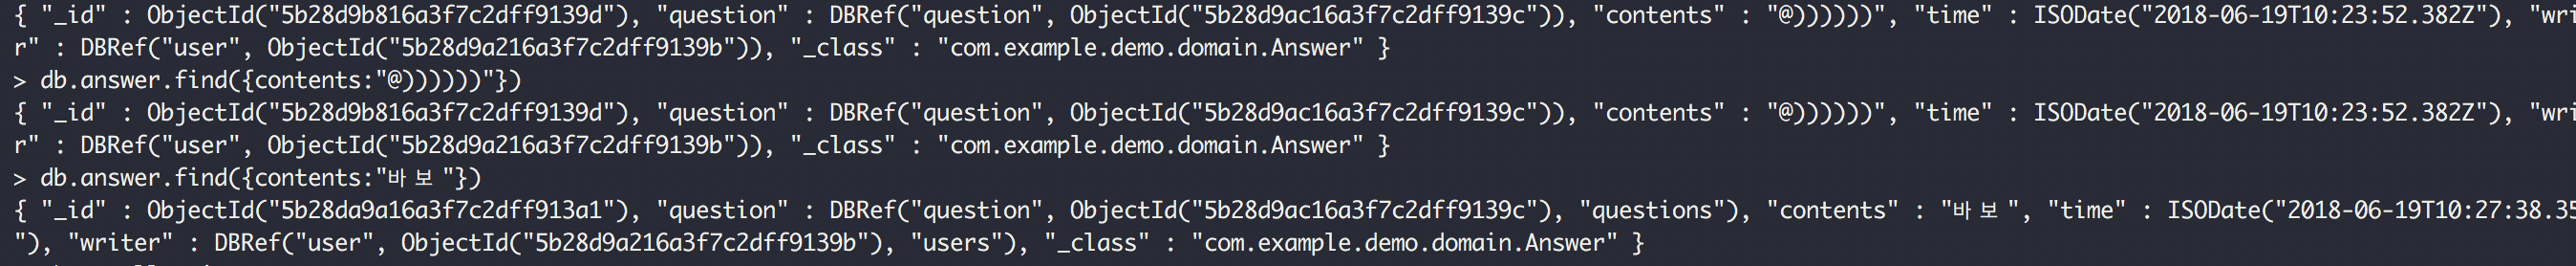 { "_id" : ObjectId("5b28d9b816a3f7c2dff9139d"), "question" : DBRef("question", ObjectId("5b28d9ac16a3f7c2dff9139c")), "contents" : "@))))))", "time" : ISODate("2018-06-19T10:23:52.382Z"), "wri
r" : DBRef("user", ObjectId("5b28d9a216a3f7c2dff9139b")), "_class" : "com.example.demo.domain.Answer" }
> db.answer.find({contents:"@))))))"})
{ "_id" : ObjectId("5b28d9b816a3f7c2dff9139d"), "question" : DBRef("question", ObjectId("5b28d9ac16a3f7c2dff9139c")), "contents" : "@))))))", "time" : ISODate("2018-06-19T10:23:52.382Z"), "wri
r" : DBRef("user", ObjectId("5b28d9a216a3f7c2dff9139b")), "_class" : "com.example.demo.domain.Answer" }
> db.answer.find({contents:"바보"})
{ "_id" : ObjectId("5b28da9a16a3f7c2dff913a1"), "question" : DBRef("question", ObjectId("5b28d9ac16a3f7c2dff9139c"), "questions"), "contents" : "바보", "time" : ISODate("2018-06-19T10:27:38.35
"), "writer" : DBRef("user", ObjectId("5b28d9a216a3f7c2dff9139b"), "users"), "_class" : "com.example.demo.domain.Answer" }